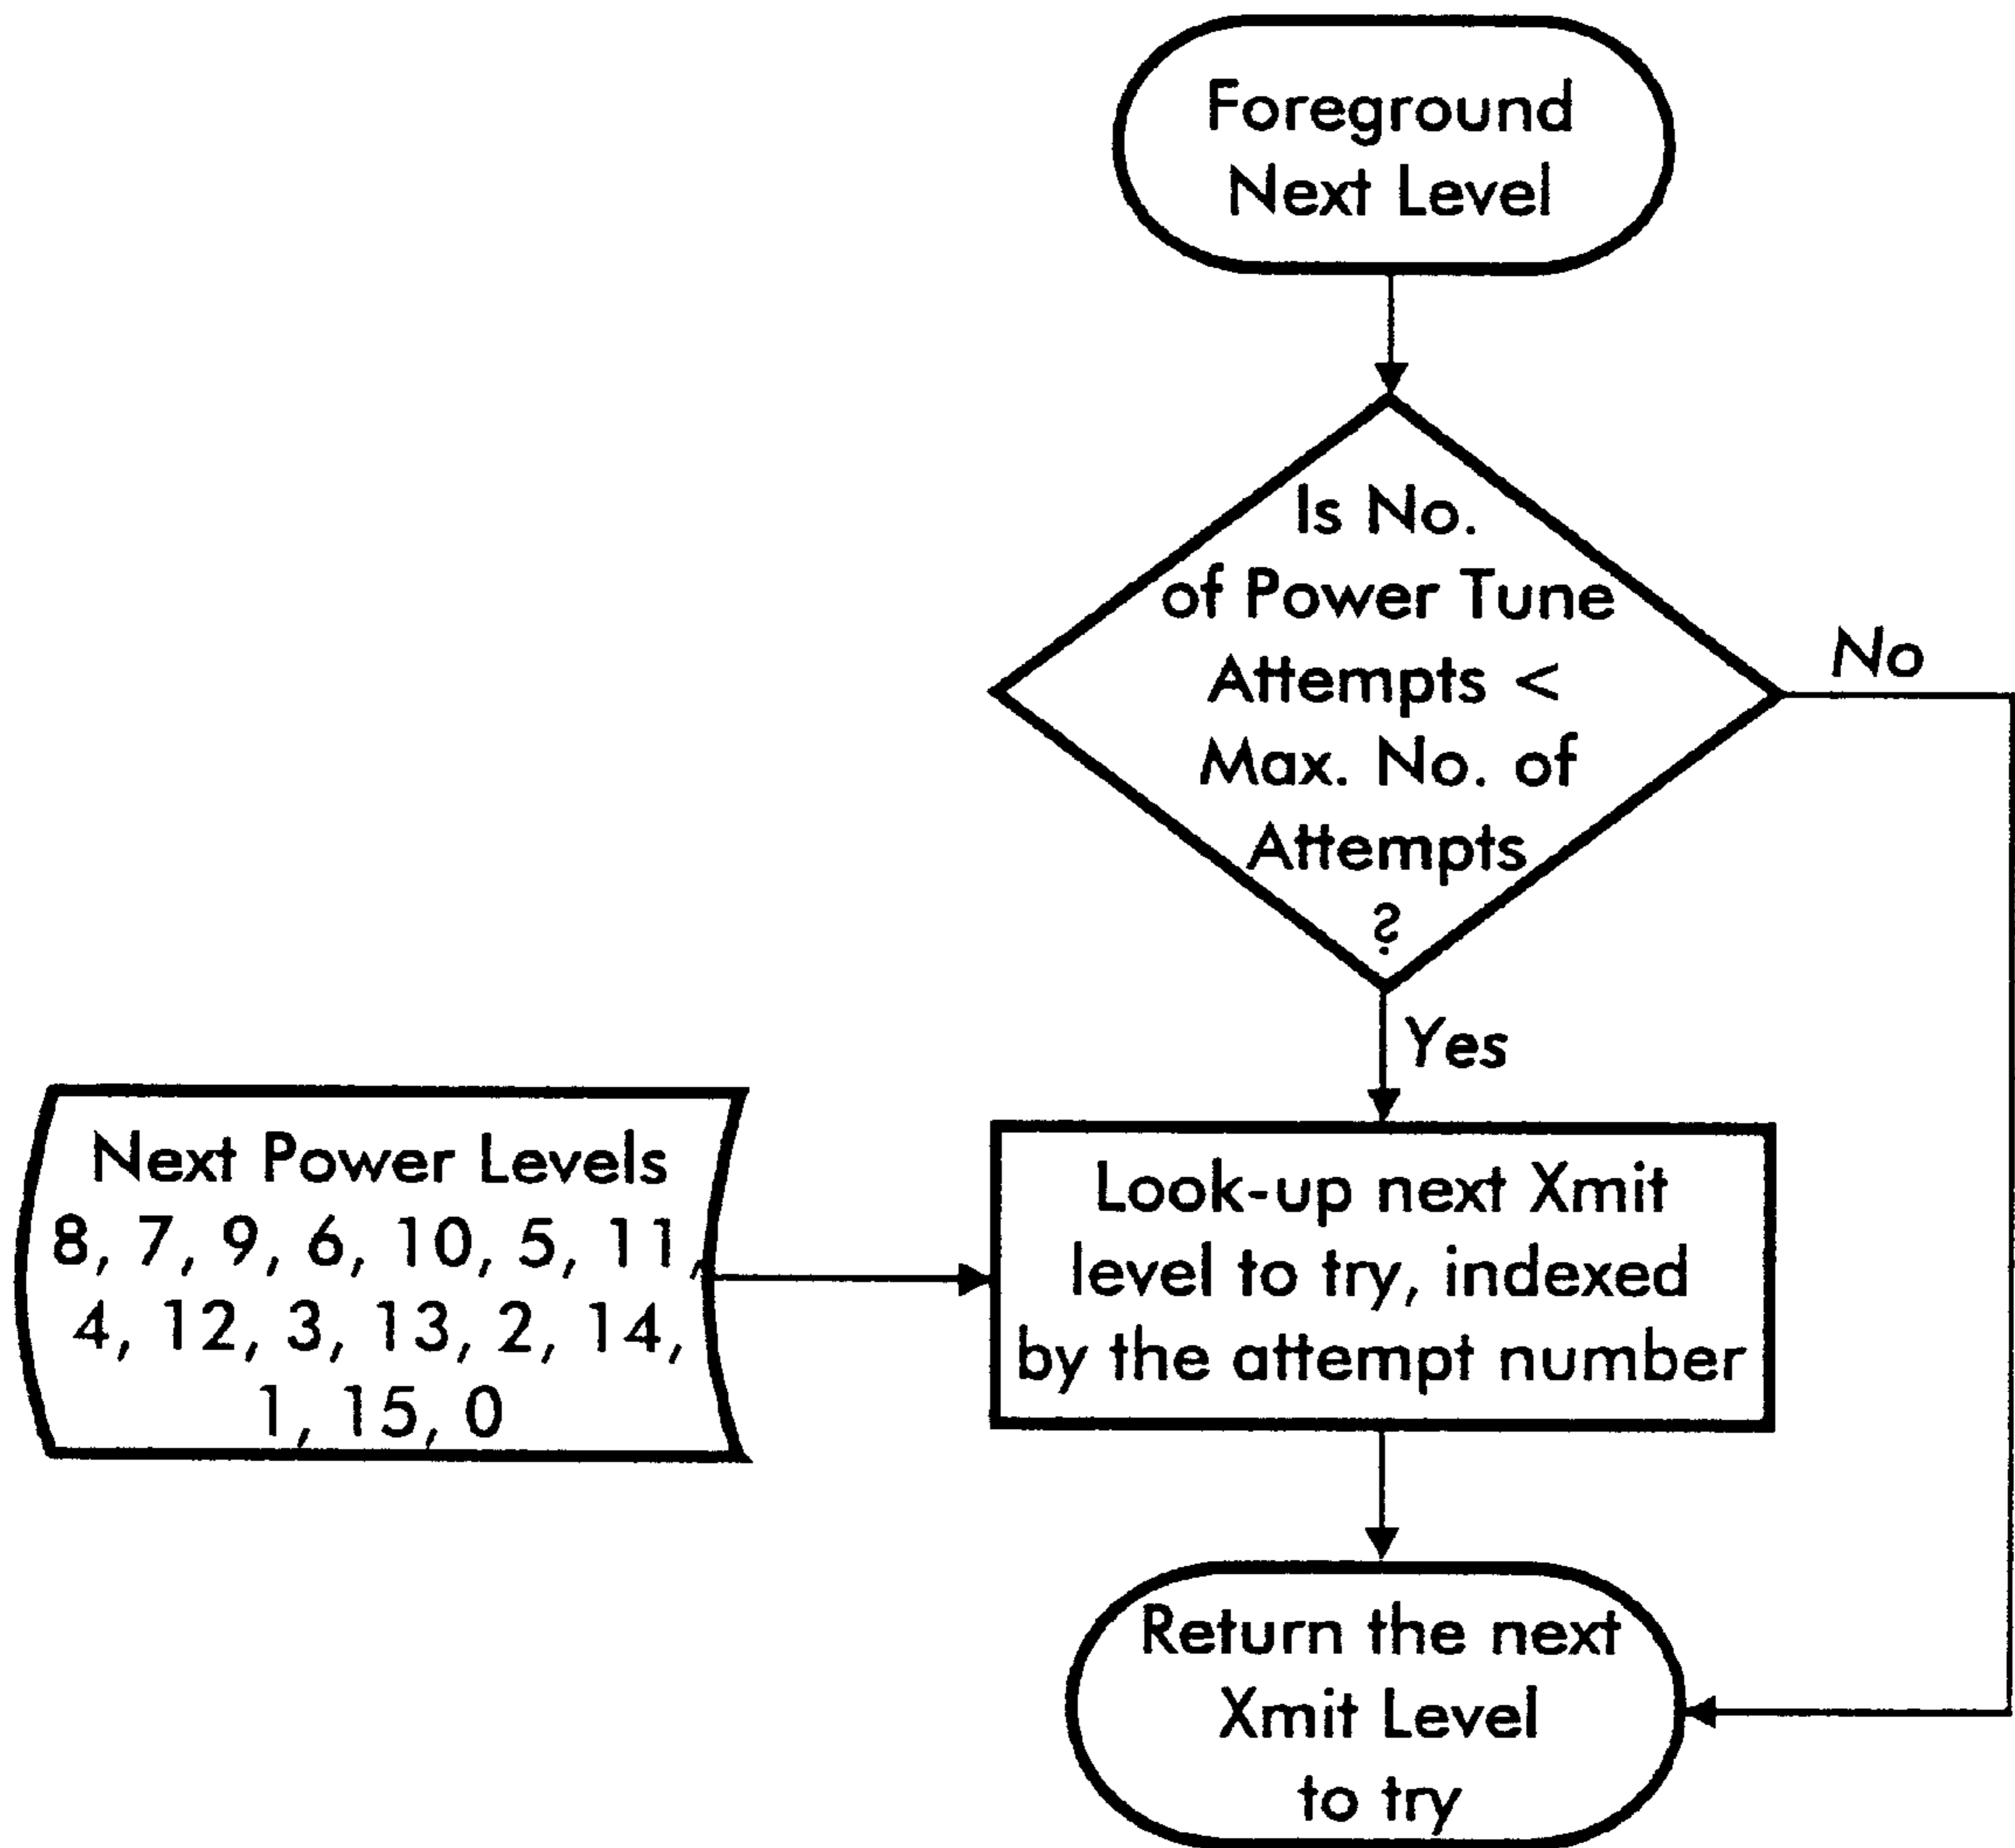 Foreground
Next Level
Is No.
of Power Tune
Attempts <
Max. No. of
Attempts
?
No
Yes
Next Power Levels
8, 7, 9, 6, 10, 5, 11,
4, 12, 3, 13, 2, 14,
1, 15, 0
Look-up next Xmit
level to try, indexed
by the attempt number
Return the next
Xmit Level
to try